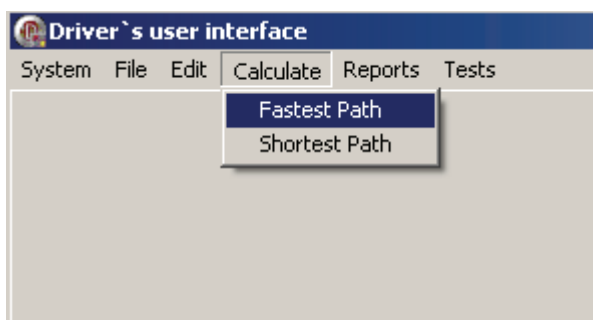 Driver`s user interface
System File Edit Calculate Reports Tests
Fastest Path
Shortest Path